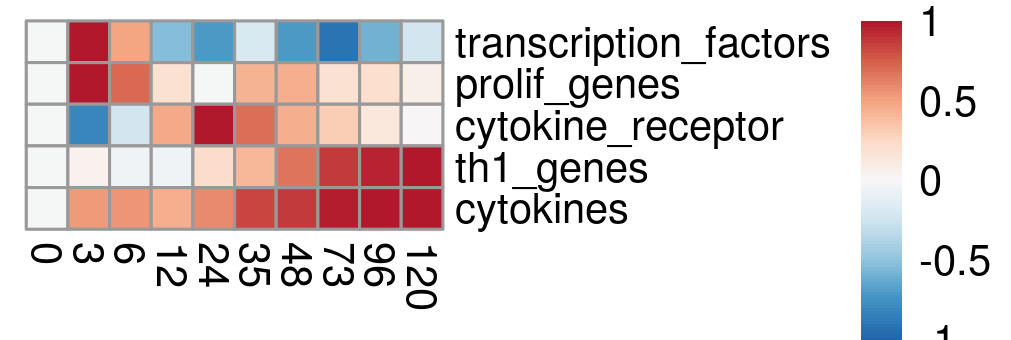 transcription_factors
prolif_genes
cytokine_receptor
th1_genes
cytokines
0 3 6 12 24 35 48 73 96 120
1
0.5
0
-0.5